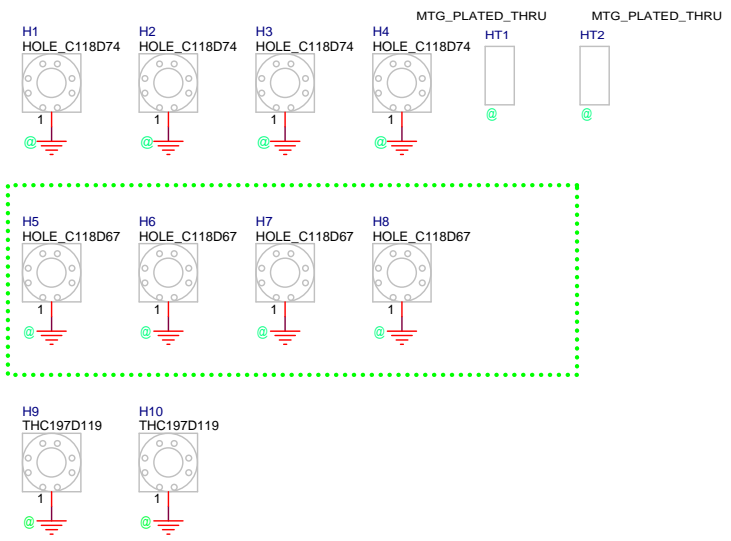 MTG_PLATED_THRU MTG_PLATED_THRU
H1 H2 H3 H4 HT1 HT2
HOLE_C118D74 HOLE_C118D74 HOLE_C118D74 HOLE_C118D74
@ @
1 1 1 1
@ @ @ @
H5 H6 H7 H8
HOLE_C118D67 HOLE_C118D67 HOLE_C118D67 HOLE_C118D67
1 1 1 1
@ @ @ @
H9 H10
THC197D119 THC197D119
1 1
@ @